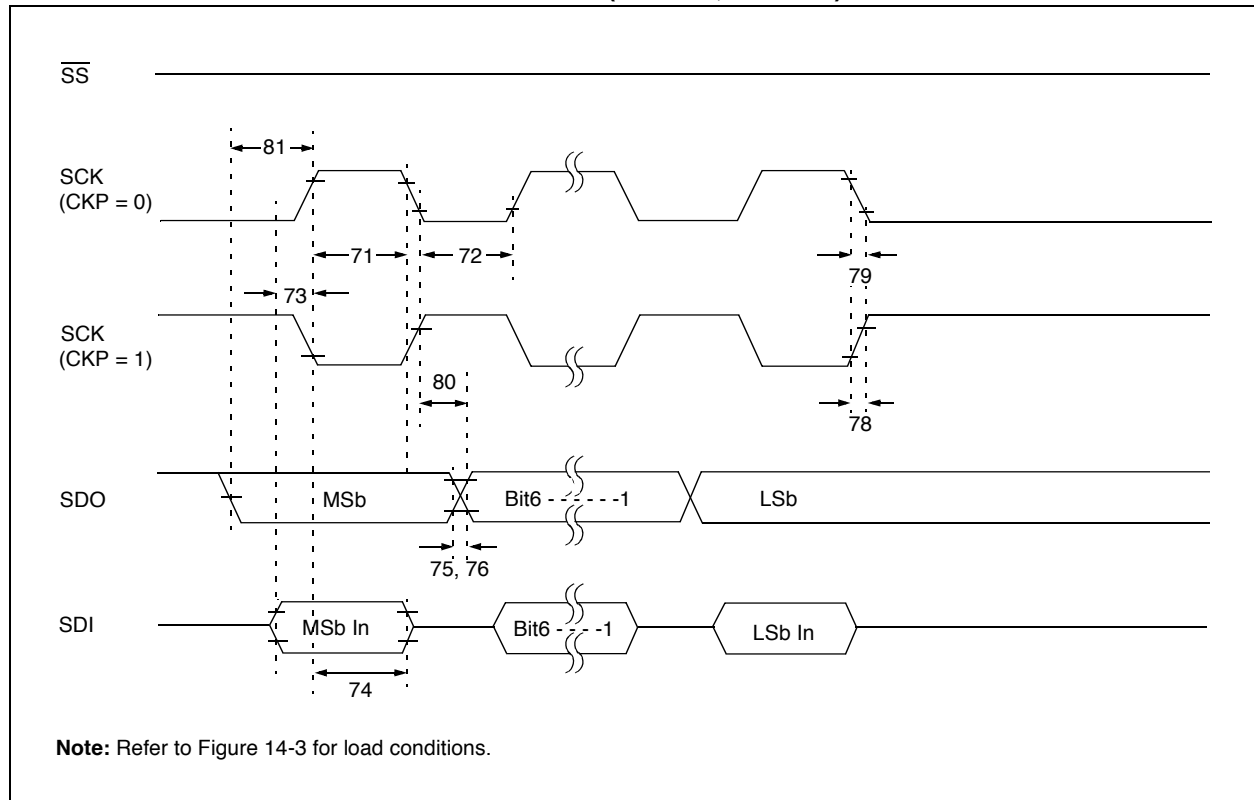 SS
81
SCK
(CKP = 0)
71
72
79
73
SCK
(CKP = 1)
80
78
SDO
MSb
Bit6 - - - - - -1
LSb
75, 76
SDI
MSb In
Bit6 - - - -1
LSb In
74
Note: Refer to Figure 14-3 for load conditions.